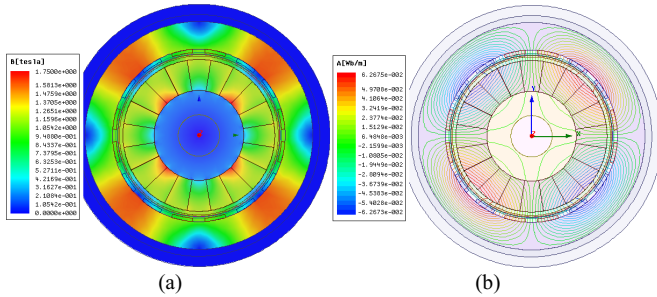 B[tesla]
1.7500e+000
1.5813e+000
1.4759e+000
1.3705e+000
1.2651e+000
1.1596e+000
1.0542e+000
9.4880e-001
8.4337e-001
7.3795e-001
6.3253e-001
5.2711e-001
4.2169e-001
3.1627e-001
2.1084e-001
1.0542e-001
0.0000e+000
(a)
A[Wb/m]
6.2675e-002
4.9708e-002
4.1064e-002
3.2419e-002
2.3774e-002
1.5129e-002
6.4848e-003
-2.1599e-003
-1.0805e-002
-1.9449e-002
-2.8094e-002
-3.6739e-002
-4.5383e-002
-5.4028e-002
-6.2673e-002
Y
X
Z
(b)